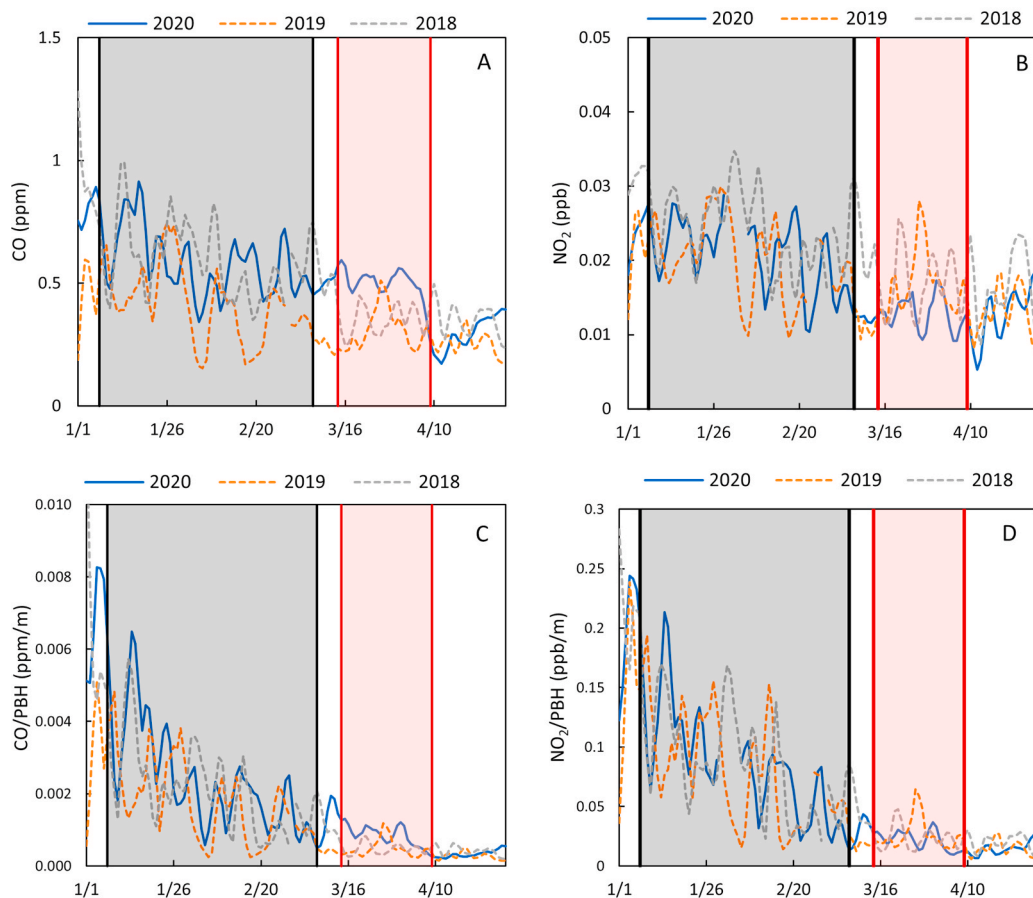 2020 2019 2018
A
CO (ppm)
1.5
1
0.5
0
1/1 1/26 2/20 3/16 4/10
2020 2019 2018
B
NO2 (ppb)
0.05
0.04
0.03
0.02
0.01
0
1/1 1/26 2/20 3/16 4/10
2020 2019 2018
C
CO/PBH (ppm/m)
0.010
0.008
0.006
0.004
0.002
0.000
1/1 1/26 2/20 3/16 4/10
2020 2019 2018
D
NO2/PBH (ppb/m)
0.3
0.25
0.2
0.15
0.1
0.05
0
1/1 1/26 2/20 3/16 4/10